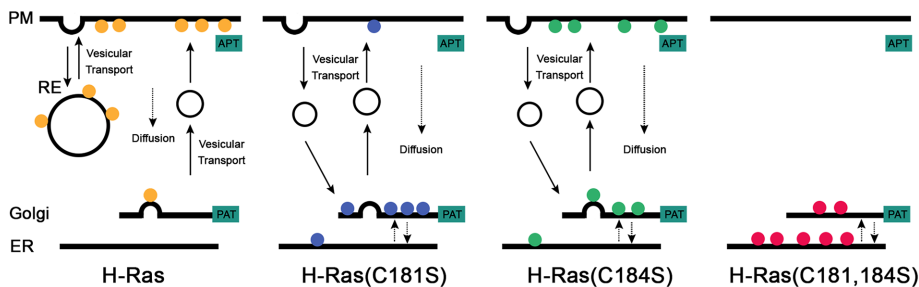 PM
APT
Vesicular
Transport
RE
Diffusion
Vesicular
Transport
Golgi
PAT
ER
H-Ras
APT
Vesicular
Transport
Diffusion
PAT
H-Ras(C181S)
APT
Vesicular
Transport
Diffusion
PAT
H-Ras(C184S)
APT
PAT
H-Ras(C181,184S)